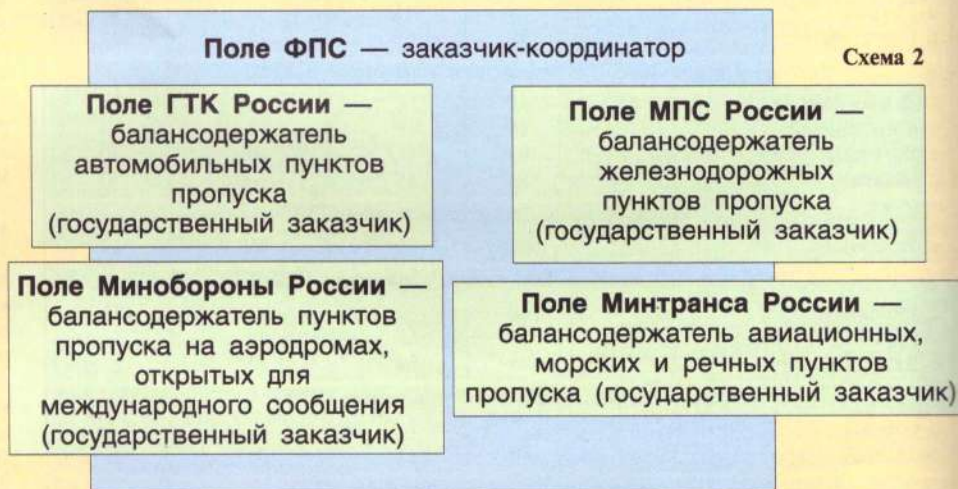 Поле ФПС — заказчик-координатор
Схема 2
Поле ГТК России —
балансодержатель
автомобильных пунктов
пропуска
(государственный заказчик)
Поле МПС России —
балансодержатель
железнодорожных
пунктов пропуска
(государственный заказчик)
Поле Минобороны России —
балансодержатель пунктов
пропуска на аэродромах,
открытых для
международного сообщения
(государственный заказчик)
Поле Минтранса России —
балансодержатель авиационных,
морских и речных пунктов
пропуска (государственный заказчик)